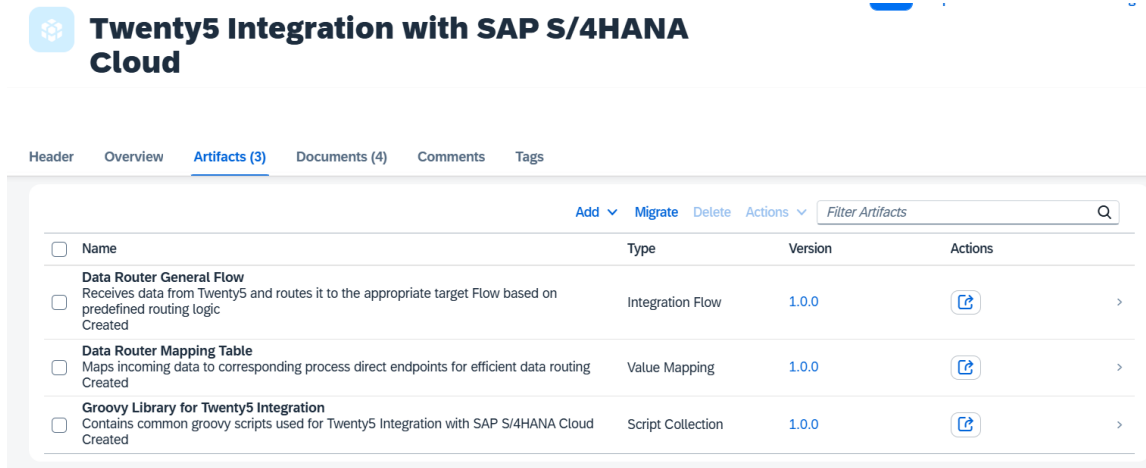 Twenty5 Integration with SAP S/4HANA
Cloud
Header Overview Artifacts (3) Documents (4) Comments Tags
Add Migrate Delete Actions Filter Artifacts
Name Type Version Actions
Data Router General Flow
Receives data from Twenty5 and routes it to the appropriate target Flow based on
predefined routing logic
Created
Integration Flow 1.0.0
Data Router Mapping Table
Maps incoming data to corresponding process direct endpoints for efficient data routing
Created
Value Mapping 1.0.0
Groovy Library for Twenty5 Integration
Contains common groovy scripts used for Twenty5 Integration with SAP S/4HANA Cloud
Created
Script Collection 1.0.0